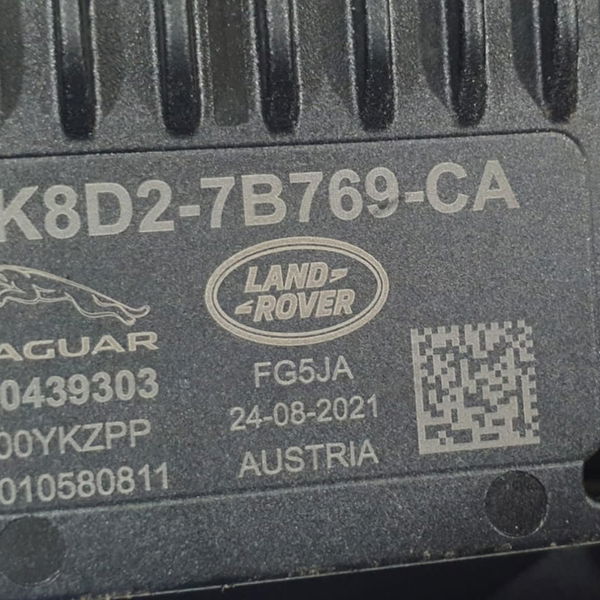 K8D2-7B769-CA
LAND-
-ROVER
AGUAR
0439303
00YKZPP
010580811
FG5JA
24-08-2021
AUSTRIA